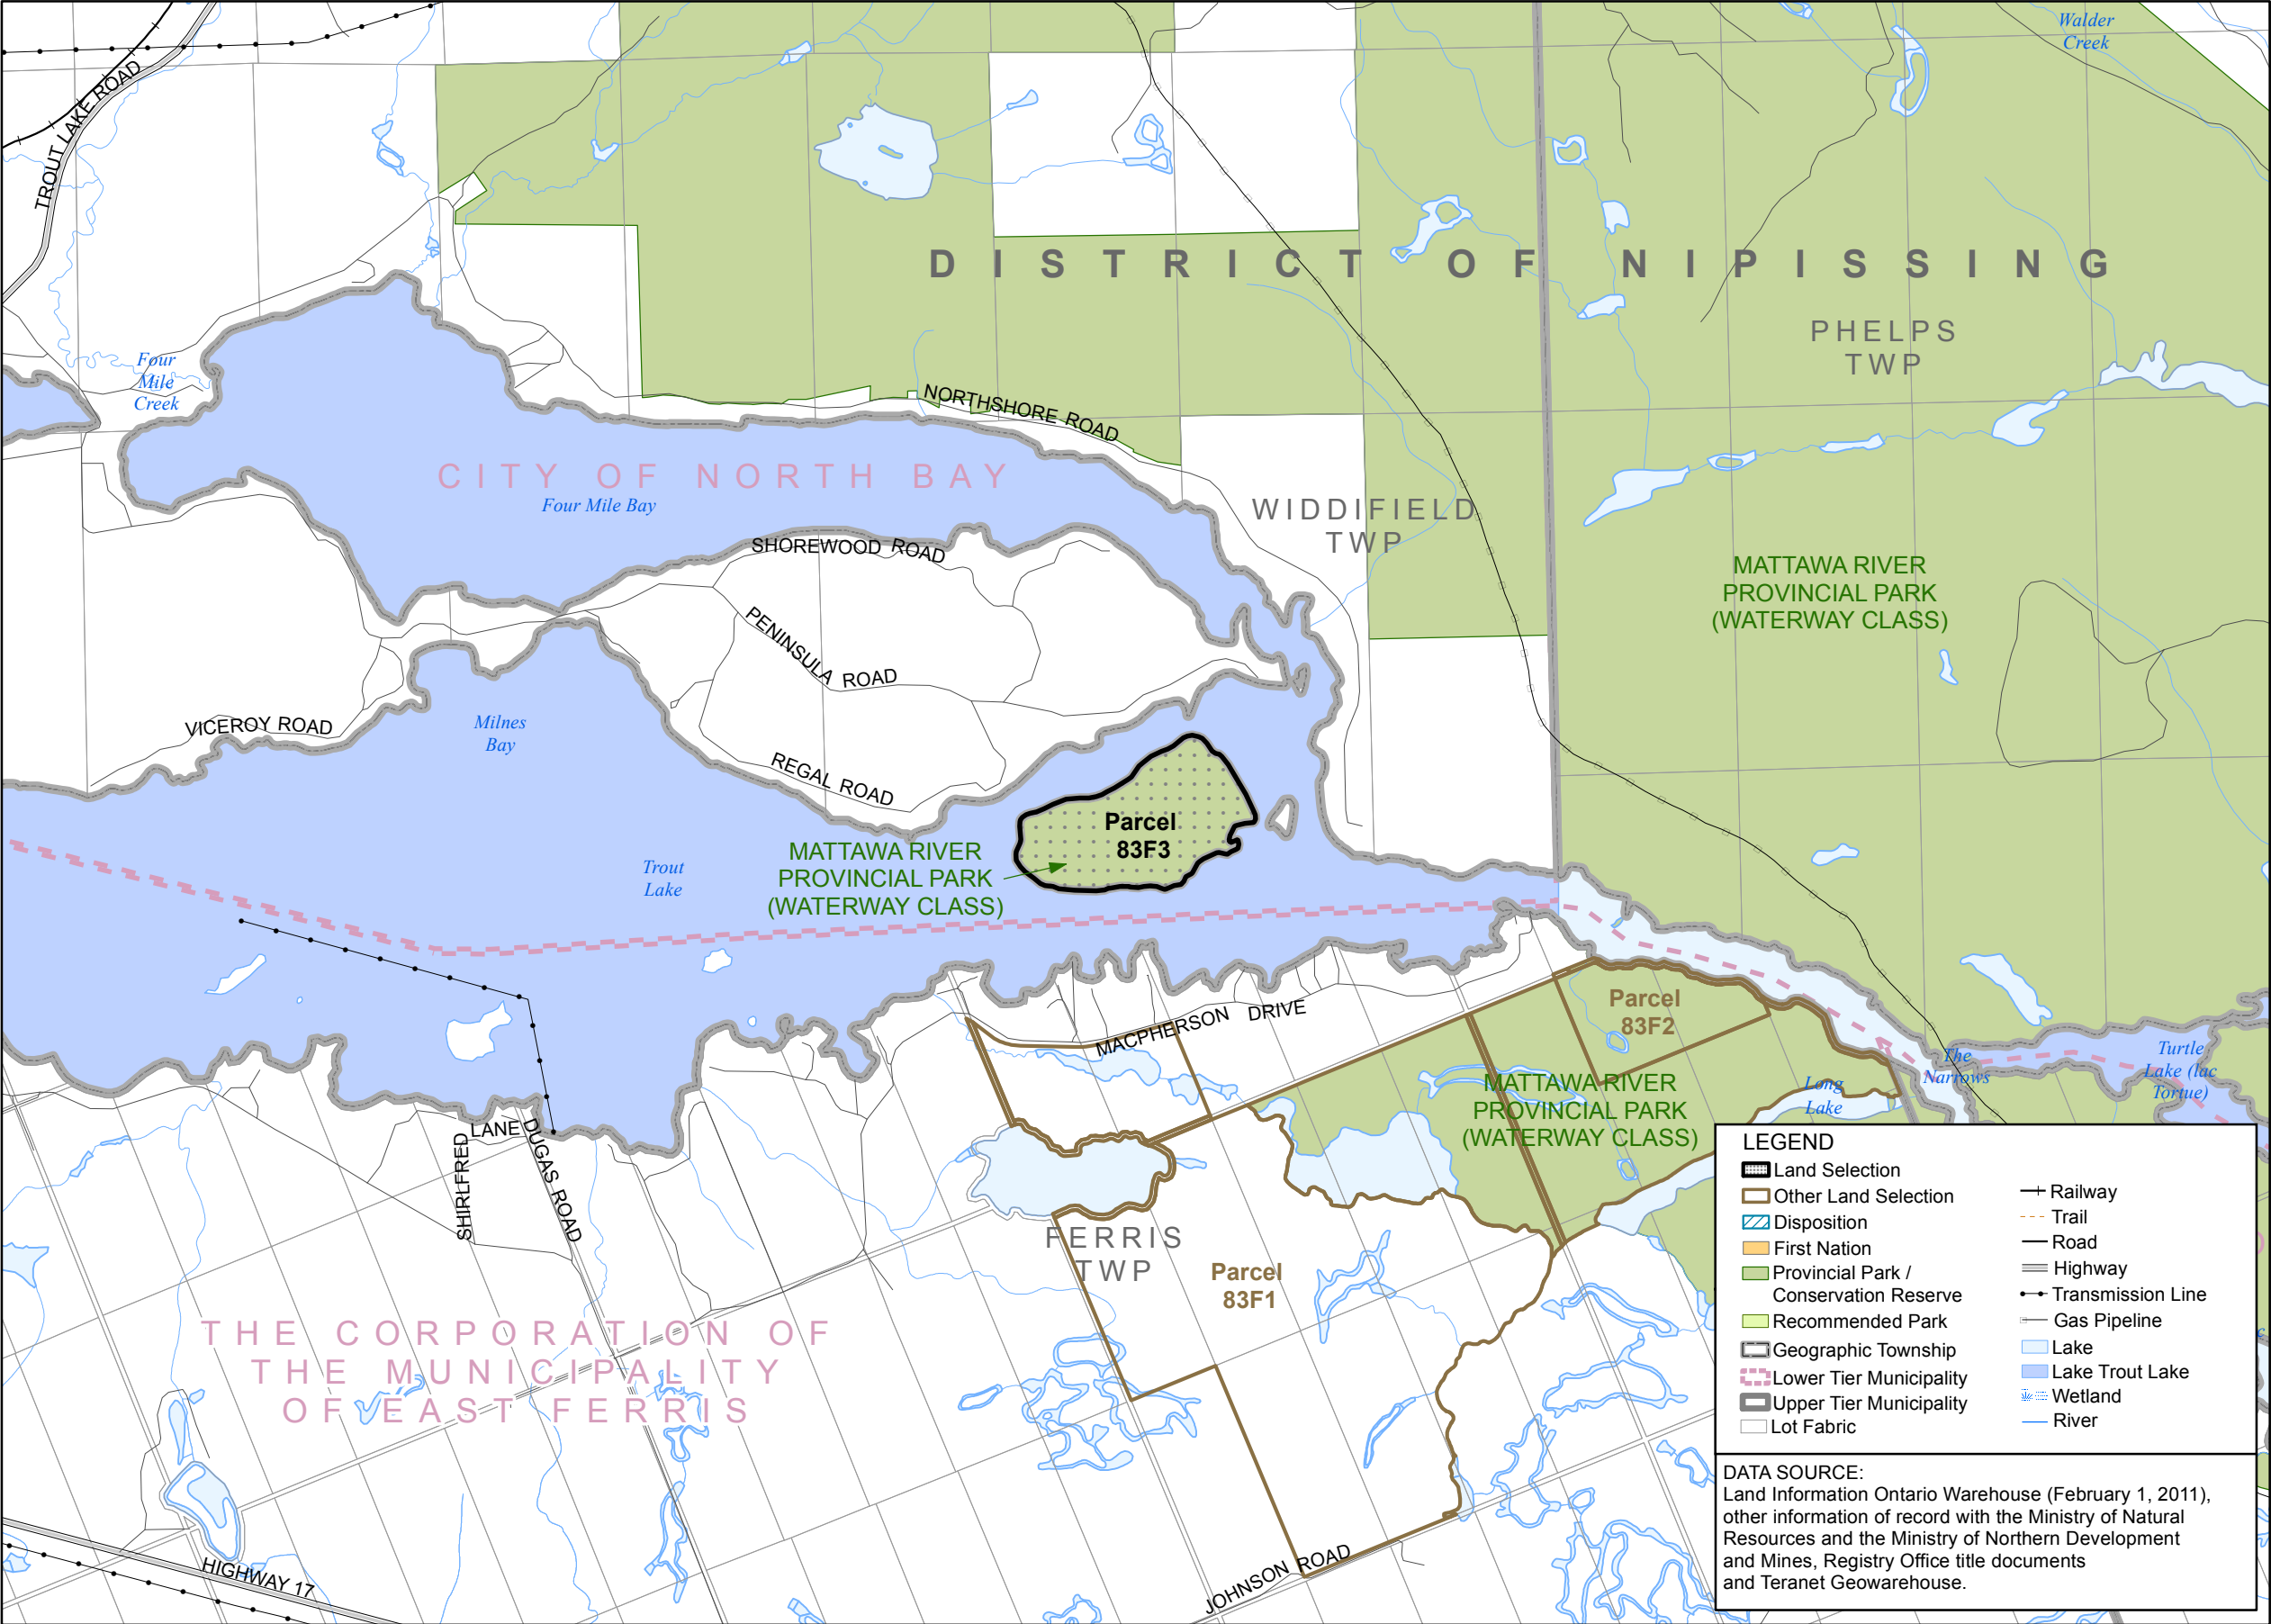 Walder
Creek
TROUT LAKE ROAD
DISTRICT OF NIPISSING
PHELPS
TWP
Four
Mile
Creek
NORTHSHORE ROAD
CITY OF NORTH BAY
Four Mile Bay
WIDDIFIELD
TWP
SHOREWOOD ROAD
MATTAWA RIVER
PROVINCIAL PARK
(WATERWAY CLASS)
PENINSULA ROAD
VICEROY ROAD
Milnes
Bay
REGAL ROAD
Parcel
83F3
MATTAWA RIVER
PROVINCIAL PARK
(WATERWAY CLASS)
Trout
Lake
Parcel
83F2
MACPHERSON DRIVE
The
Narrows
Turtle
Lake (lac
Tortue)
MATTAWA RIVER
PROVINCIAL PARK
(WATERWAY CLASS)
Long
Lake
SHIRLFRED LANE
DUGAS ROAD
FERRIS
TWP
Parcel
83F1
THE CORPORATION OF
THE MUNICIPALITY
OF EAST FERRIS
HIGHWAY 17
JOHNSON ROAD
LEGEND
Land Selection
Other Land Selection
Disposition
First Nation
Provincial Park /
Conservation Reserve
Recommended Park
Geographic Township
Lower Tier Municipality
Upper Tier Municipality
Lot Fabric
Railway
Trail
Road
Highway
Transmission Line
Gas Pipeline
Lake
Lake Trout Lake
Wetland
River
DATA SOURCE:
Land Information Ontario Warehouse (February 1, 2011),
other information of record with the Ministry of Natural
Resources and the Ministry of Northern Development
and Mines, Registry Office title documents
and Teranet Geowarehouse.